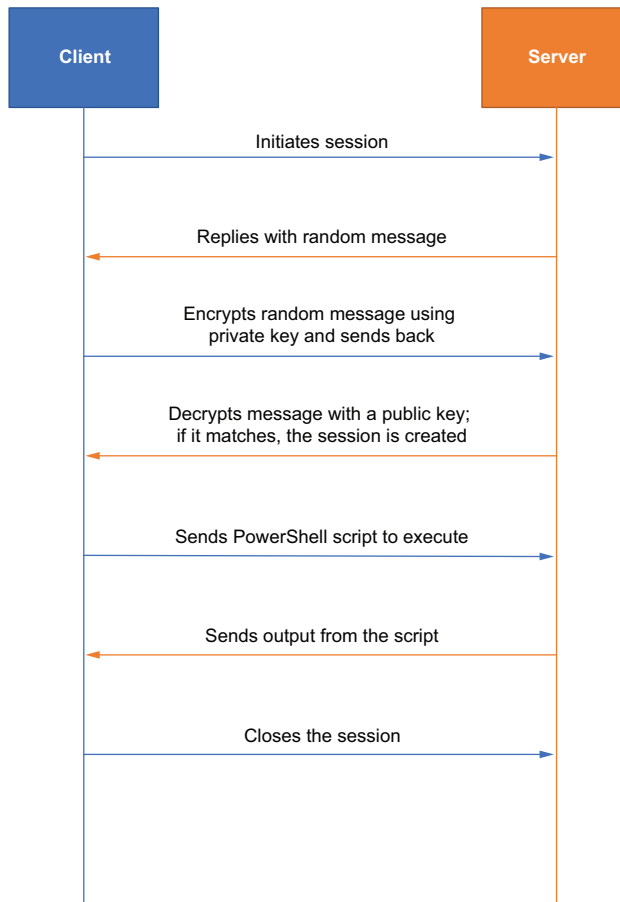 Client
Server
Initiates session
Replies with random message
Encrypts random message using
private key and sends back
Decrypts message with a public key;
if it matches, the session is created
Sends PowerShell script to execute
Sends output from the script
Closes the session